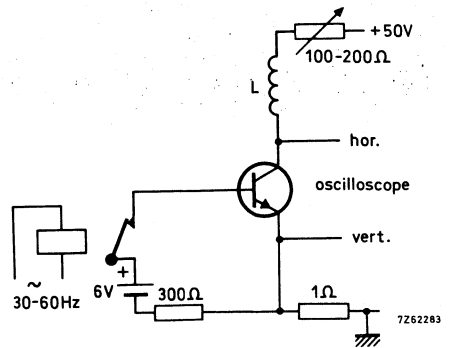 +50V
100-200Ω
L
hor.
oscilloscope
vert.
~
30-60Hz
+
6V
300Ω
1Ω
7Z62283